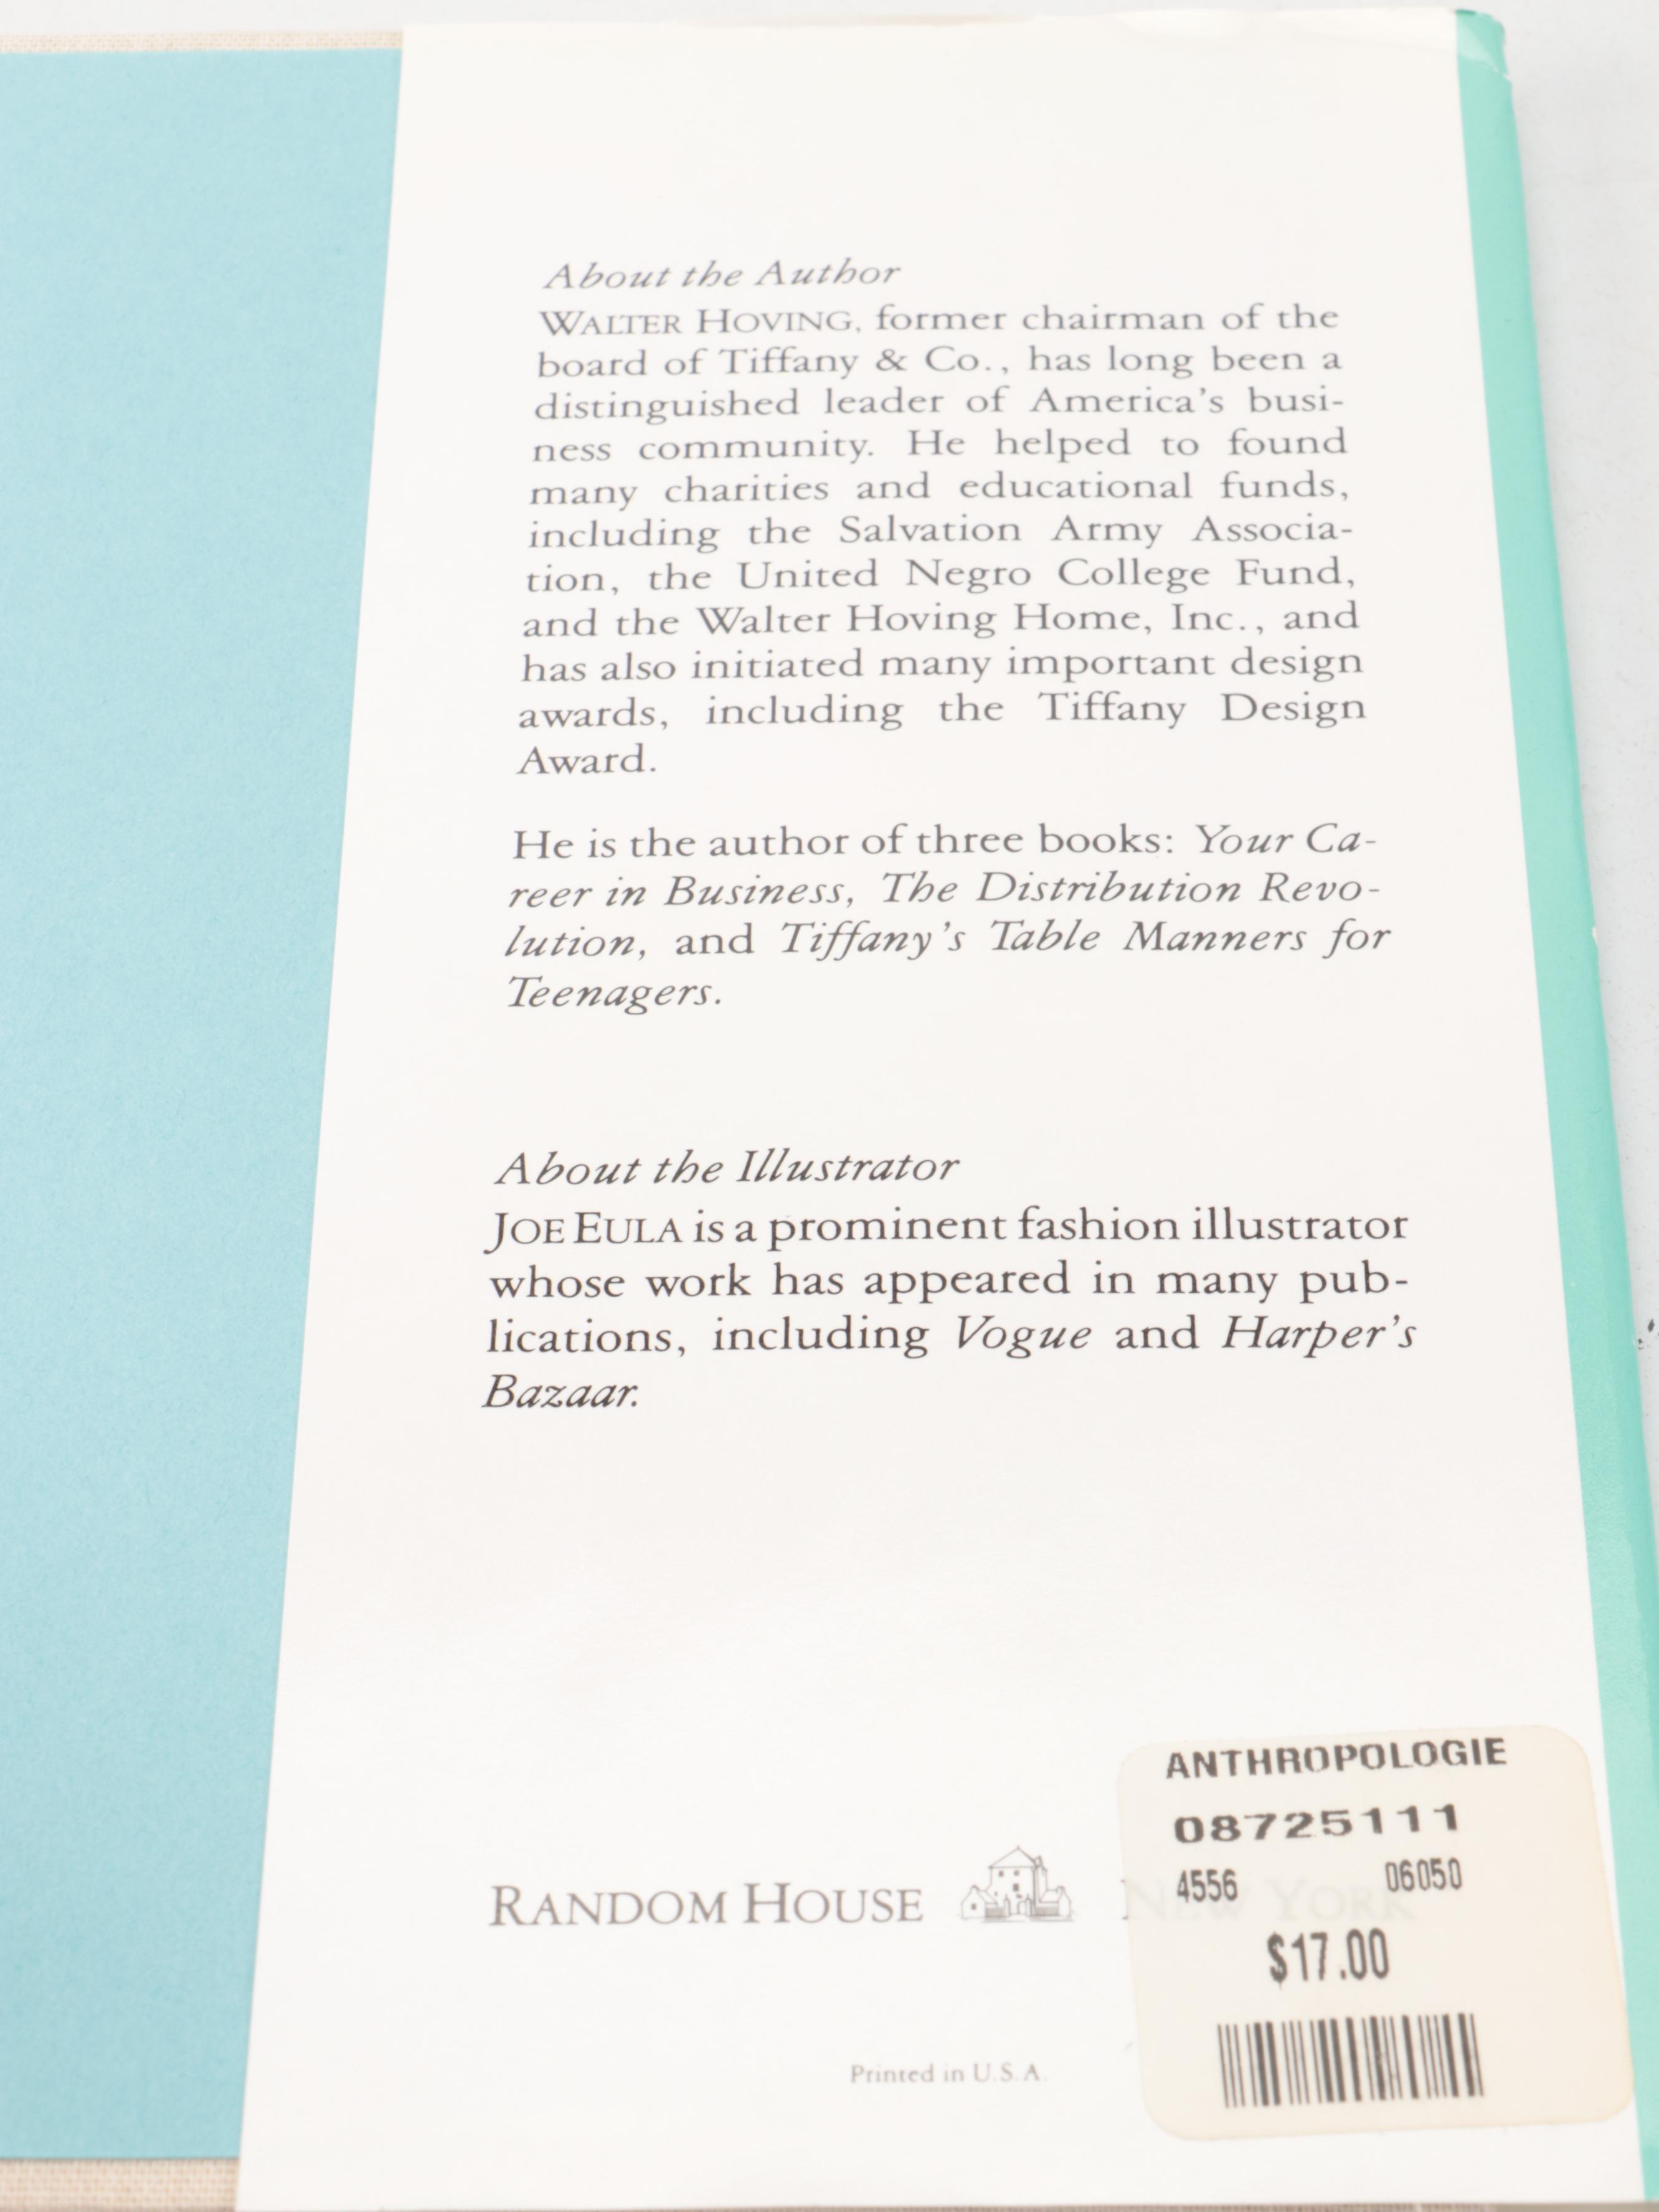 About the Author
WALTER HOVING, former chairman of the
board of Tiffany & Co., has long been a
distinguished leader of America's busi-
ness community. He helped to found
many charities and educational funds,
including the Salvation Army Associa-
tion, the United Negro College Fund,
and the Walter Hoving Home, Inc., and
has also initiated many important design
awards, including the Tiffany Design
Award.
He is the author of three books: Your Ca-
reer in Business, The Distribution Revo-
lution, and Tiffany's Table Manners for
Teenagers.
About the Illustrator
JOE EULA is a prominent fashion illustrator
whose work has appeared in many pub-
lications, including Vogue and Harper's
Bazaar.
RANDOM HOUSE NEW YORK
Printed in U.S.A.
ANTHROPOLOGIE
08725111
4556 06050
$17.00